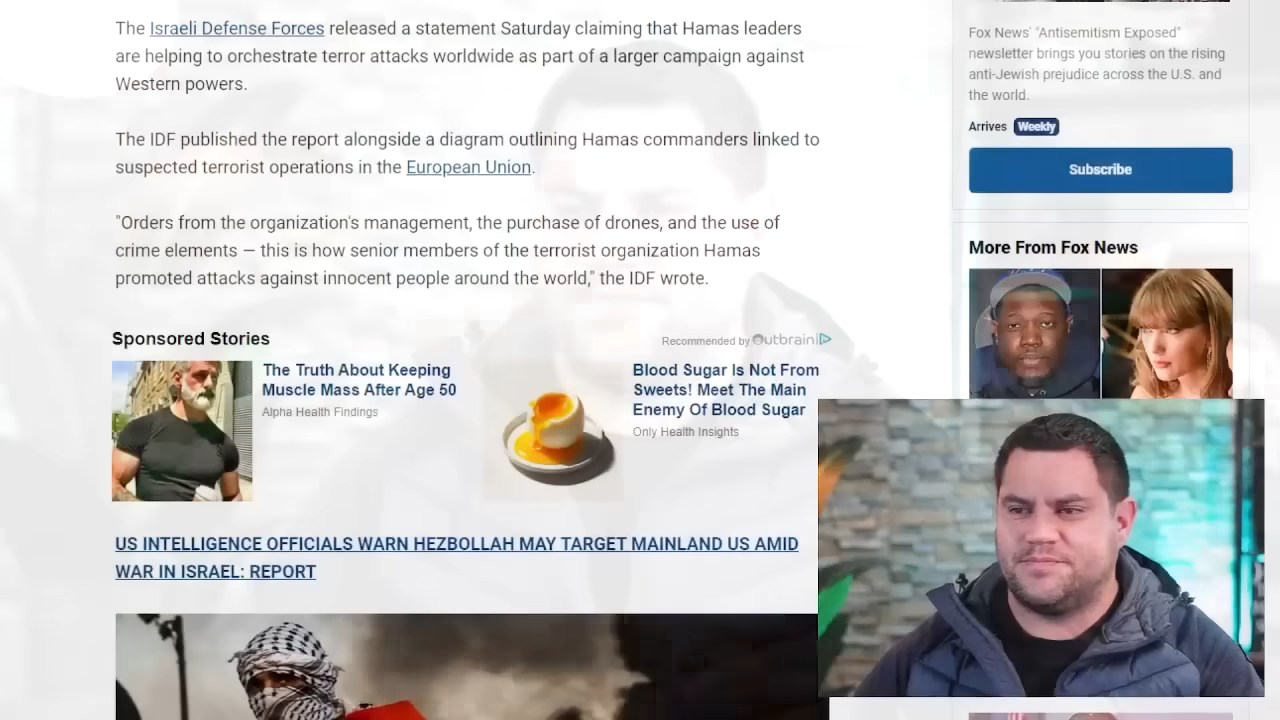 The Israeli Defense Forces released a statement Saturday claiming that Hamas leaders
are helping to orchestrate terror attacks worldwide as part of a larger campaign against
Western powers.
The IDF published the report alongside a diagram outlining Hamas commanders linked to
suspected terrorist operations in the European Union.
"Orders from the organization's management, the purchase of drones, and the use of
crime elements — this is how senior members of the terrorist organization Hamas
promoted attacks against innocent people around the world," the IDF wrote.
Sponsored Stories
Recommended by Outbrain
The Truth About Keeping
Muscle Mass After Age 50
Alpha Health Findings
Blood Sugar Is Not From
Sweets! Meet The Main
Enemy Of Blood Sugar
Only Health Insights
US INTELLIGENCE OFFICIALS WARN HEZBOLLAH MAY TARGET MAINLAND US AMID
WAR IN ISRAEL: REPORT
Fox News' "Antisemitism Exposed"
newsletter brings you stories on the rising
anti-Jewish prejudice across the U.S. and
the world.
Arrives Weekly
Subscribe
More From Fox News